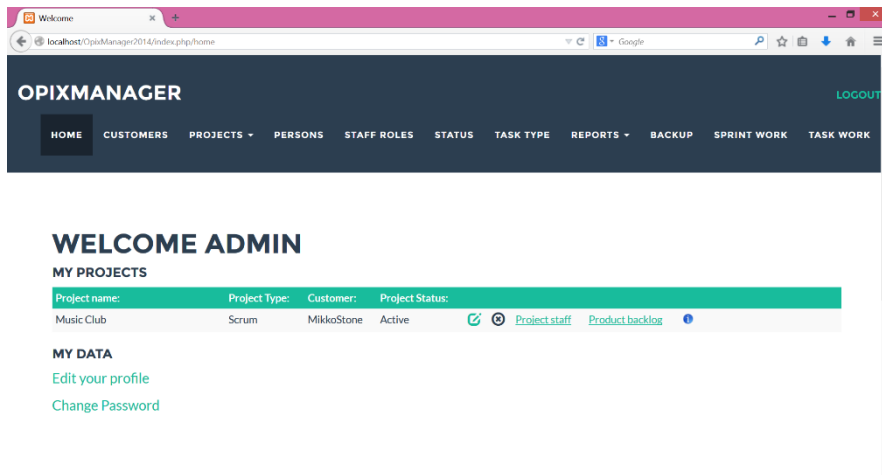 Welcome
localhost/OpixManager2014/index.php/home
Google
OPIXMANAGER
LOGOUT
HOME CUSTOMERS PROJECTS PERSONS STAFF ROLES STATUS TASK TYPE REPORTS BACKUP SPRINT WORK TASK WORK
WELCOME ADMIN
MY PROJECTS
Project name: Project Type: Customer: Project Status:
Music Club Scrum MikkoStone Active Project staff Product backlog
MY DATA
Edit your profile
Change Password